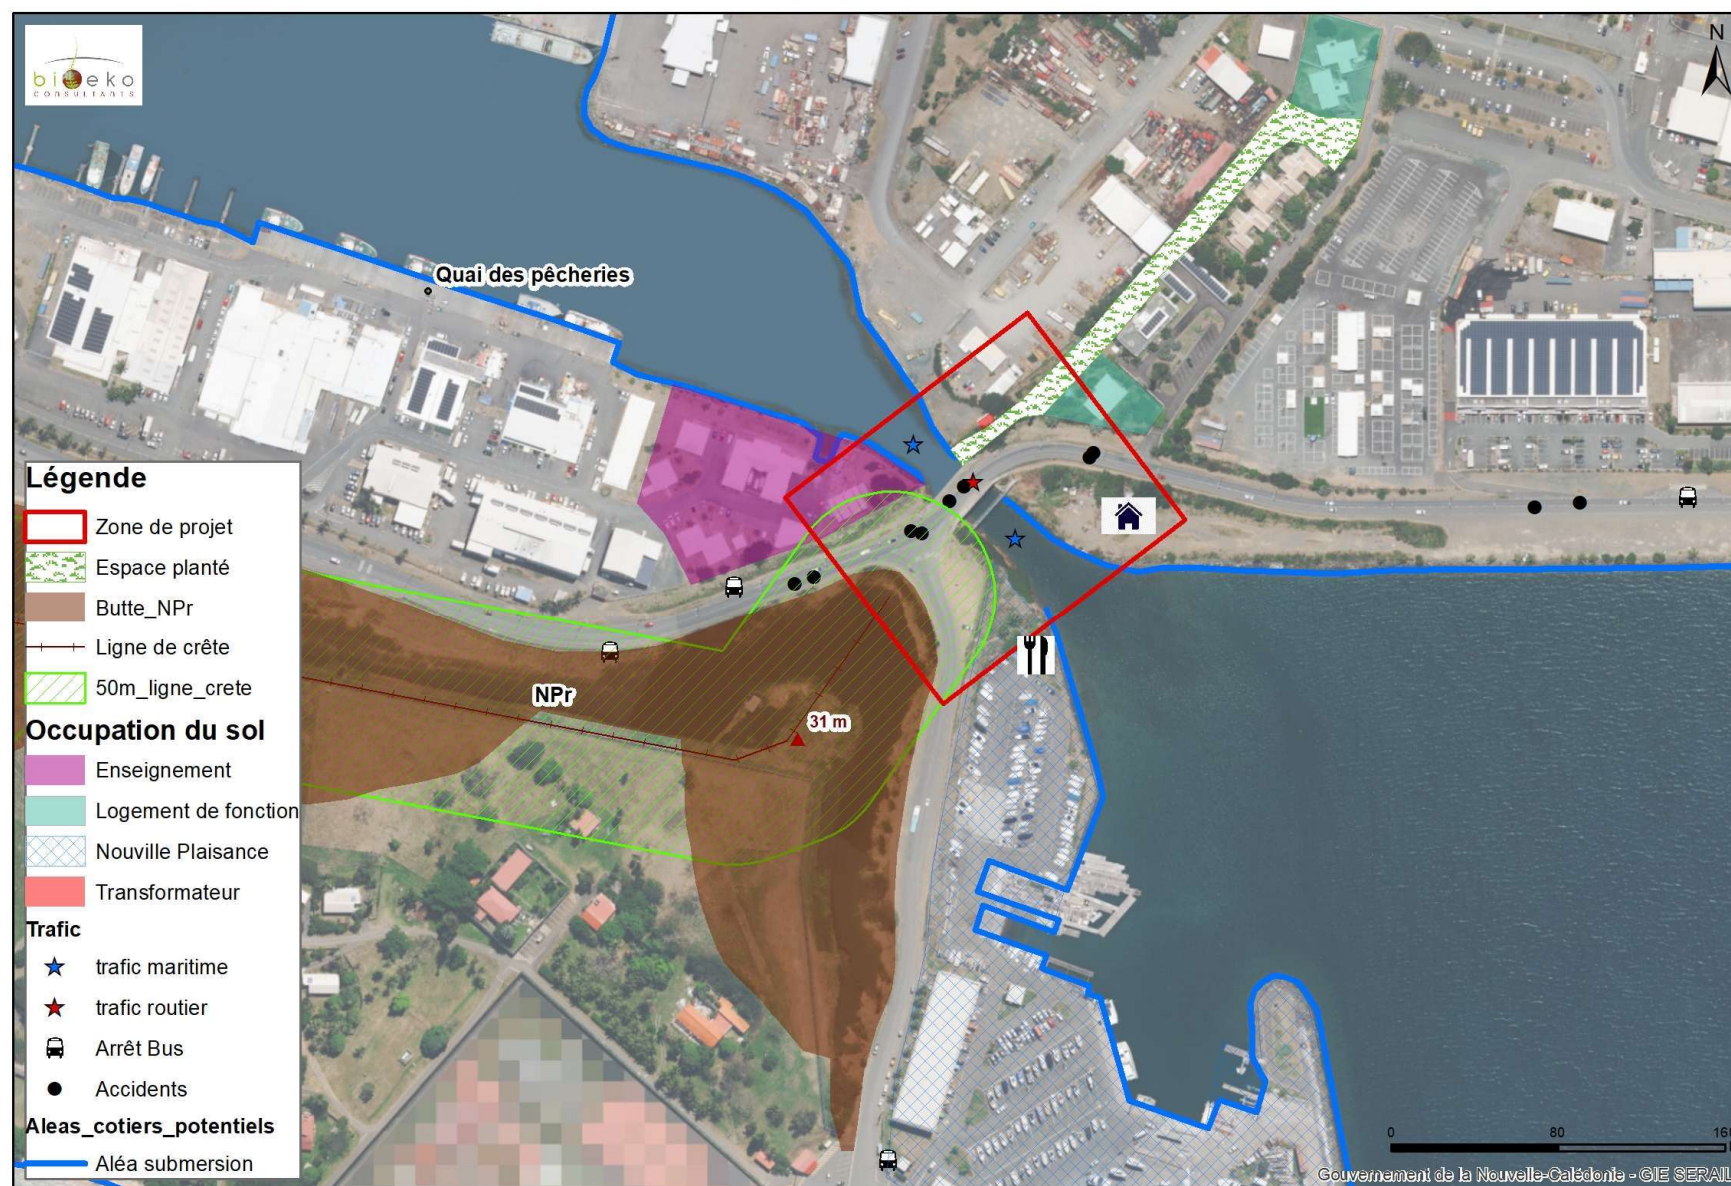 bioeko
CONSULTANTS
N
Quai des pêcheries
Légende
Zone de projet
Espace planté
Butte_NPr
Ligne de crête
50m_ligne_crete
Occupation du sol
Enseignement
Logement de fonction
Nouville Plaisance
Transformateur
Trafic
trafic maritime
trafic routier
Arrêt Bus
Accidents
Aleas_cotiers_potentiels
Aléa submersion
NPr
31 m
0 80 160
Gouvernement de la Nouvelle-Calédonie - GIE SERAIL